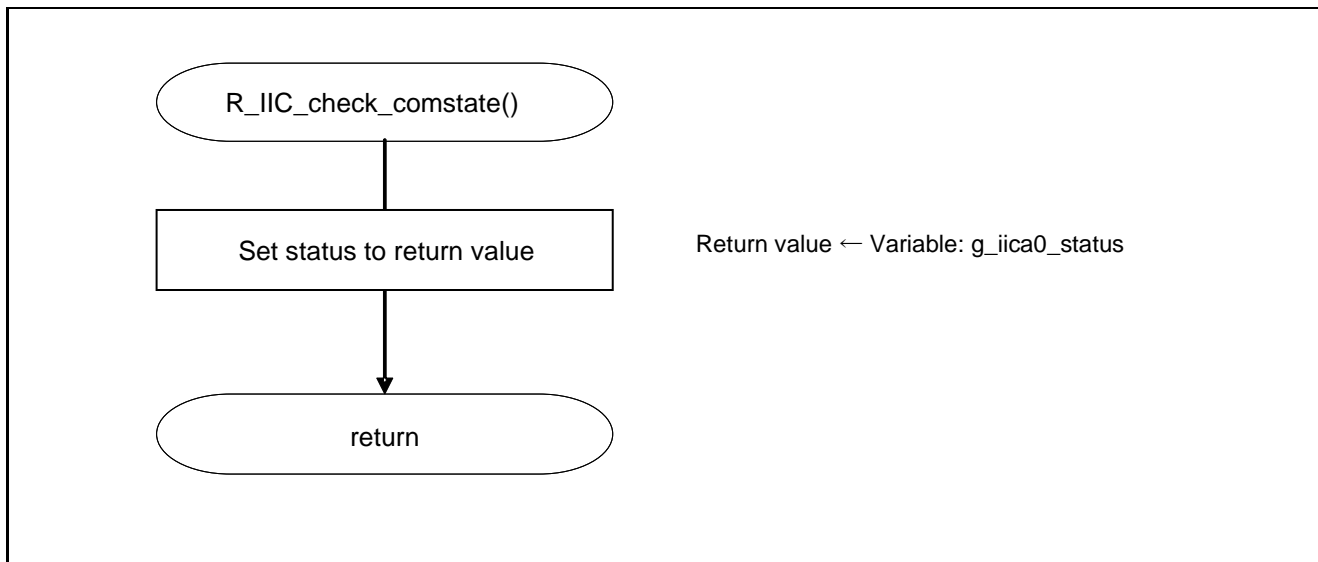 R_IIC_check_comstate()
Set status to return value
Return value ← Variable: g_iica0_status
return